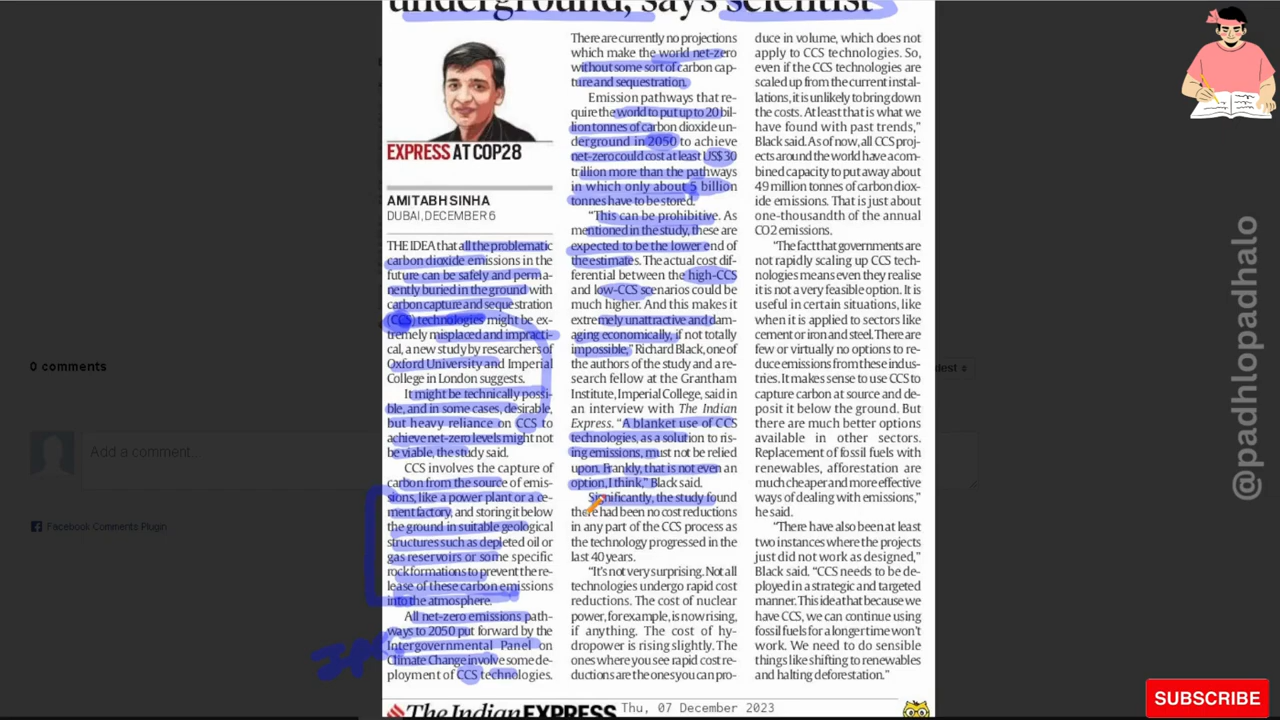 underground, says scientist
EXPRESS AT COP28
AMITABH SINHA
DUBAI, DECEMBER 6
THE IDEA that all the problematic
carbon dioxide emissions in the
future can be safely and perma-
nently buried in the ground with
carbon capture and sequestration
(CCS) technologies might be ex-
tremely misplaced and impracti-
cal, a new study by researchers of
Oxford University and Imperial
College in London suggests.
It might be technically possi-
ble, and in some cases, desirable,
but heavy reliance on CCS to
achieve net-zero levels might not
be viable, the study said.
CCS involves the capture of
carbon from the source of emis-
sions, like a power plant or a ce-
ment factory, and storing it below
the ground in suitable geological
structures such as depleted oil or
gas reservoirs or some specific
rock formations to prevent the re-
lease of these carbon emissions
into the atmosphere.
All net-zero emissions path-
ways to 2050 put forward by the
Intergovernmental Panel on
Climate Change involve some de-
ployment of CCS technologies.
There are currently no projections
which make the world net-zero
without some sort of carbon cap-
ture and sequestration.
Emission pathways that re-
quire the world to put up to 20 bil-
lion tonnes of carbon dioxide un-
derground in 2050 to achieve
net-zero could cost at least US$ 30
trillion more than the pathways
in which only about 5 billion
tonnes have to be stored.
“This can be prohibitive. As
mentioned in the study, these are
expected to be the lower end of
the estimates. The actual cost dif-
ferential between the high-CCS
and low-CCS scenarios could be
much higher. And this makes it
extremely unattractive and dam-
aging economically, if not totally
impossible,” Richard Black, one of
the authors of the study and a re-
search fellow at the Grantham
Institute, Imperial College, said in
an interview with The Indian
Express. “A blanket use of CCS
technologies, as a solution to ris-
ing emissions, must not be relied
upon. Frankly, that is not even an
option, I think,” Black said.
Significantly, the study found
there had been no cost reductions
in any part of the CCS process as
the technology progressed in the
last 40 years.
“It’s not very surprising. Not all
technologies undergo rapid cost
reductions. The cost of nuclear
power, for example, is now rising,
if anything. The cost of hy-
dropower is rising slightly. The
ones where you see rapid cost re-
ductions are the ones you can pro-
duce in volume, which does not
apply to CCS technologies. So,
even if the CCS technologies are
scaled up from the current instal-
lations, it is unlikely to bring down
the costs. At least that is what we
have found with past trends,”
Black said. As of now, all CCS proj-
ects around the world have a com-
bined capacity to put away about
49 million tonnes of carbon diox-
ide emissions. That is just about
one-thousandth of the annual
CO2 emissions.
“The fact that governments are
not rapidly scaling up CCS tech-
nologies means even they realise
it is not a very feasible option. It is
useful in certain situations, like
when it is applied to sectors like
cement or iron and steel. There are
few or virtually no options to re-
duce emissions from these indus-
tries. It makes sense to use CCS to
capture carbon at source and de-
posit it below the ground. But
there are much better options
available in other sectors.
Replacement of fossil fuels with
renewables, afforestation are
much cheaper and more effective
ways of dealing with emissions,”
he said.
“There have also been at least
two instances where the projects
just did not work as designed,”
Black said. “CCS needs to be de-
ployed in a strategic and targeted
manner. This idea that because we
have CCS, we can continue using
fossil fuels for a longer time won’t
work. We need to do sensible
things like shifting to renewables
and halting deforestation.”
The Indian EXPRESS
Thu, 07 December 2023
0 comments
Add a comment...
Facebook Comments Plugin
@padhlopadhalo
SUBSCRIBE